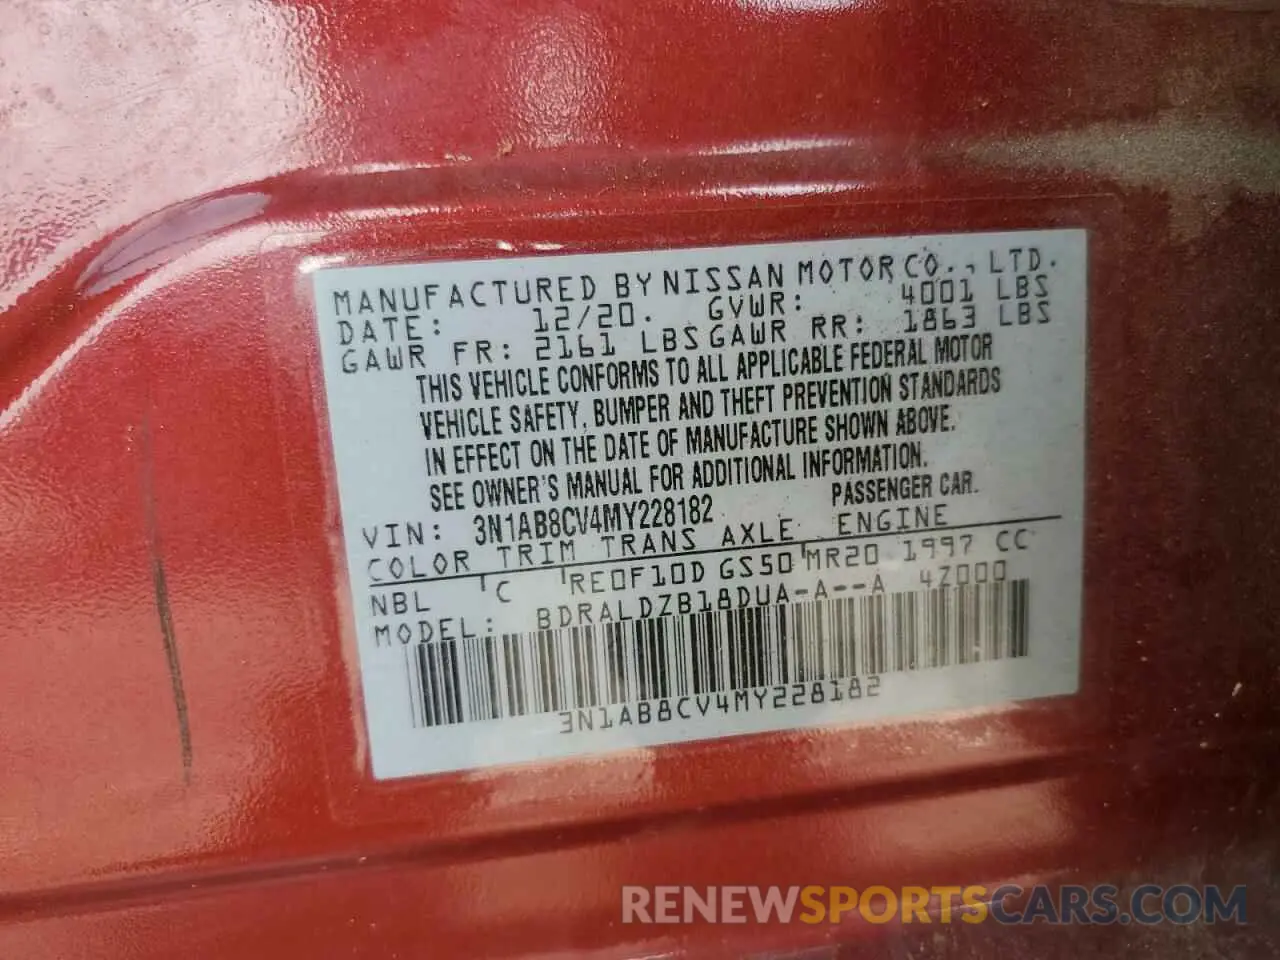 MANUFACTURED BY NISSAN MOTOR CO., LTD.
DATE: 12/20. GVWR: 4001 LBS
GAWR FR: 2161 LBS GAWR RR: 1863 LBS
THIS VEHICLE CONFORMS TO ALL APPLICABLE FEDERAL MOTOR
VEHICLE SAFETY, BUMPER AND THEFT PREVENTION STANDARDS
IN EFFECT ON THE DATE OF MANUFACTURE SHOWN ABOVE.
SEE OWNER'S MANUAL FOR ADDITIONAL INFORMATION.
VIN: 3N1AB8CV4MY228182 PASSENGER CAR.
COLOR TRIM TRANS AXLE ENGINE
NBL C RE0F10D GS50 MR20 1997 CC
MODEL: BDRALDZB18DUA-A--A 4Z000
3N1AB8CV4MY228182
RENEWSPORTSCARS.COM